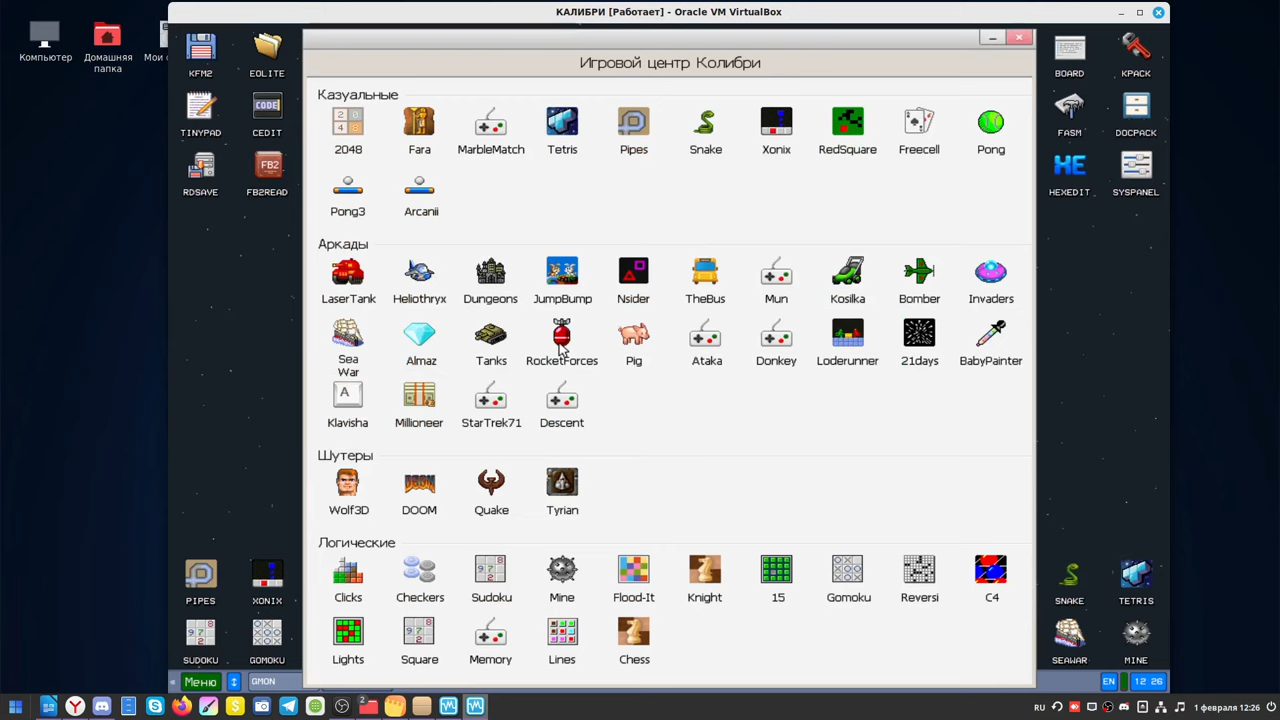 КАЛИБРИ [Работает] - Oracle VM VirtualBox
Компьютер
Домашняя папка
Мои
KFM2
EOLITE
TINYPAD
CEDIT
CODE
RDSAVE
FB2READ
FB2
Игровой центр Колибри
BOARD
KPACK
FASM
DOCPACK
HEXEDIT
HE
SYSPANEL
Казуальные
2048
Fara
MarbleMatch
Tetris
Pipes
Snake
Xonix
RedSquare
Freecell
Pong
Pong3
Arcanii
Аркады
LaserTank
Heliothryx
Dungeons
JumpBump
Nsider
TheBus
Mun
Kosilka
Bomber
Invaders
Sea War
Almaz
Tanks
RocketForces
Pig
Ataka
Donkey
Loderunner
21days
BabyPainter
A
Klavisha
Millioneer
StarTrek71
Descent
Шутеры
Wolf3D
DOOM
Quake
Tyrian
Логические
Clicks
Checkers
Sudoku
Mine
Flood-It
Knight
15
Gomoku
Reversi
C4
Lights
Square
Memory
Lines
Chess
PIPES
XONIX
SUDOKU
GOMOKU
SNAKE
TETRIS
SEAWAR
MINE
Меню
GMON
EN
12 26
RU
1 февраля 12:26